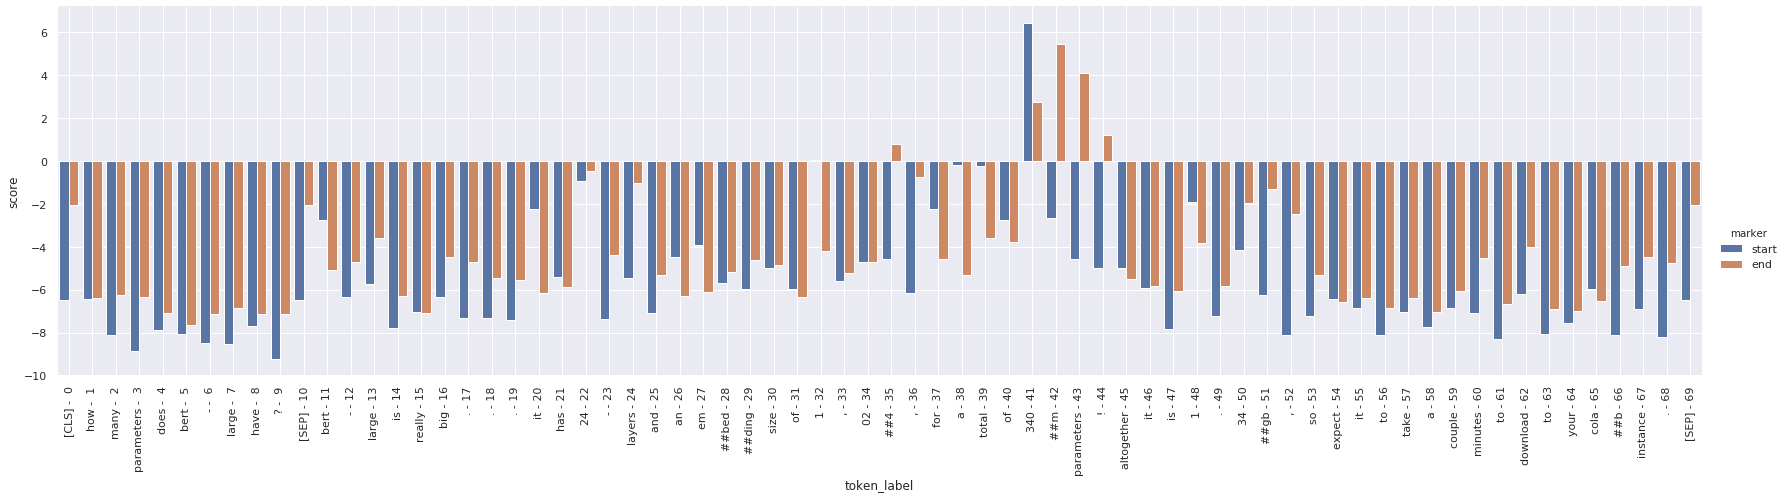 6
4
2
0
−2
−4
−6
−8
−10
score
[CLS] - 0
how - 1
many - 2
parameters - 3
does - 4
bert - 5
- - 6
large - 7
have - 8
? - 9
[SEP] - 10
bert - 11
- - 12
large - 13
is - 14
really - 15
big - 16
. - 17
. - 18
. - 19
it - 20
has - 21
24 - 22
- - 23
layers - 24
and - 25
an - 26
em - 27
##bed - 28
##ding - 29
size - 30
of - 31
1 - 32
, - 33
02 - 34
##4 - 35
, - 36
for - 37
a - 38
total - 39
of - 40
340 - 41
##m - 42
parameters - 43
! - 44
altogether - 45
it - 46
is - 47
1 - 48
. - 49
34 - 50
##gb - 51
, - 52
so - 53
expect - 54
it - 55
to - 56
take - 57
a - 58
couple - 59
minutes - 60
to - 61
download - 62
to - 63
your - 64
cola - 65
##b - 66
instance - 67
. - 68
[SEP] - 69
token_label
marker
start
end